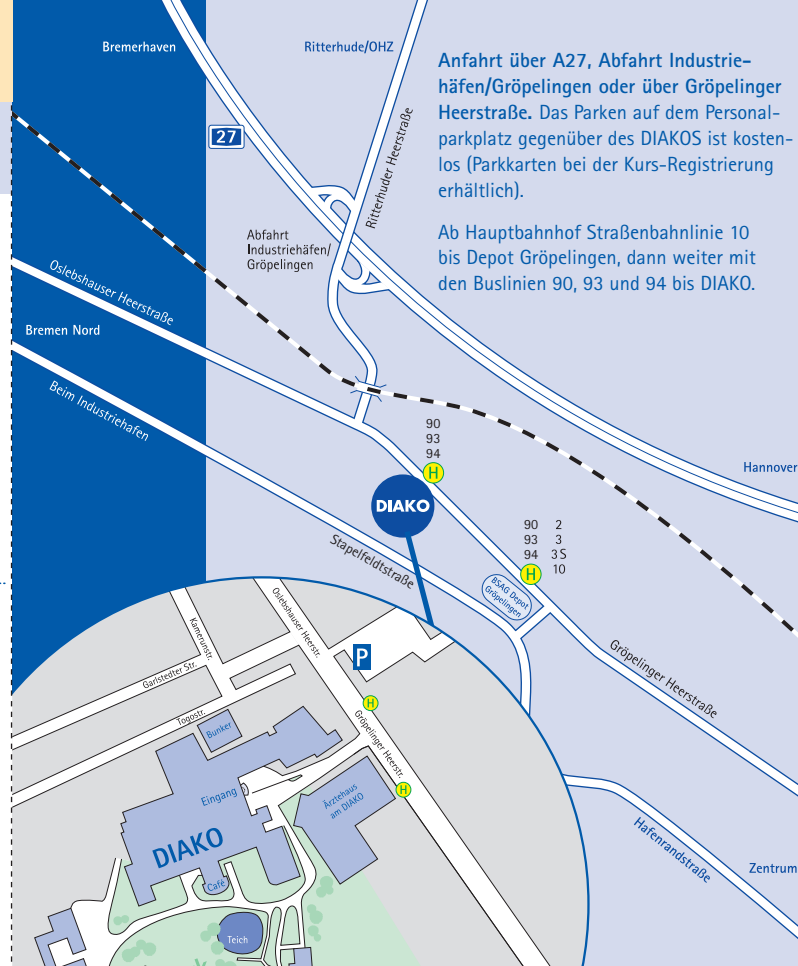 Bremerhaven
Ritterhude/OHZ
Anfahrt über A27, Abfahrt Industrie-
häfen/Gröpelingen oder über Gröpelinger
Heerstraße. Das Parken auf dem Personal-
parkplatz gegenüber des DIAKOS ist kosten-
los (Parkkarten bei der Kurs-Registrierung
erhältlich).
Ab Hauptbahnhof Straßenbahnlinie 10
bis Depot Gröpelingen, dann weiter mit
den Buslinien 90, 93 und 94 bis DIAKO.
27
Ritterhuder Heerstraße
Abfahrt
Industriehäfen/
Gröpelingen
Oslebshauser Heerstraße
Bremen Nord
Beim Industriehafen
90
93
94
H
DIAKO
Hannover
90 2
93 3
94 3S
10
H
Stapelfeldtstraße
BSAG Depot
Gröpelingen
Gröpelinger Heerstraße
Hafenrandstraße
Zentrum
Kamerunstr.
Oslebshauser Heerstr.
P
Garlstedter Str.
H
Togostr.
Gröpelinger Heerstr.
Bunker
Eingang
H
Ärztehaus
am DIAKO
DIAKO
Café
Teich